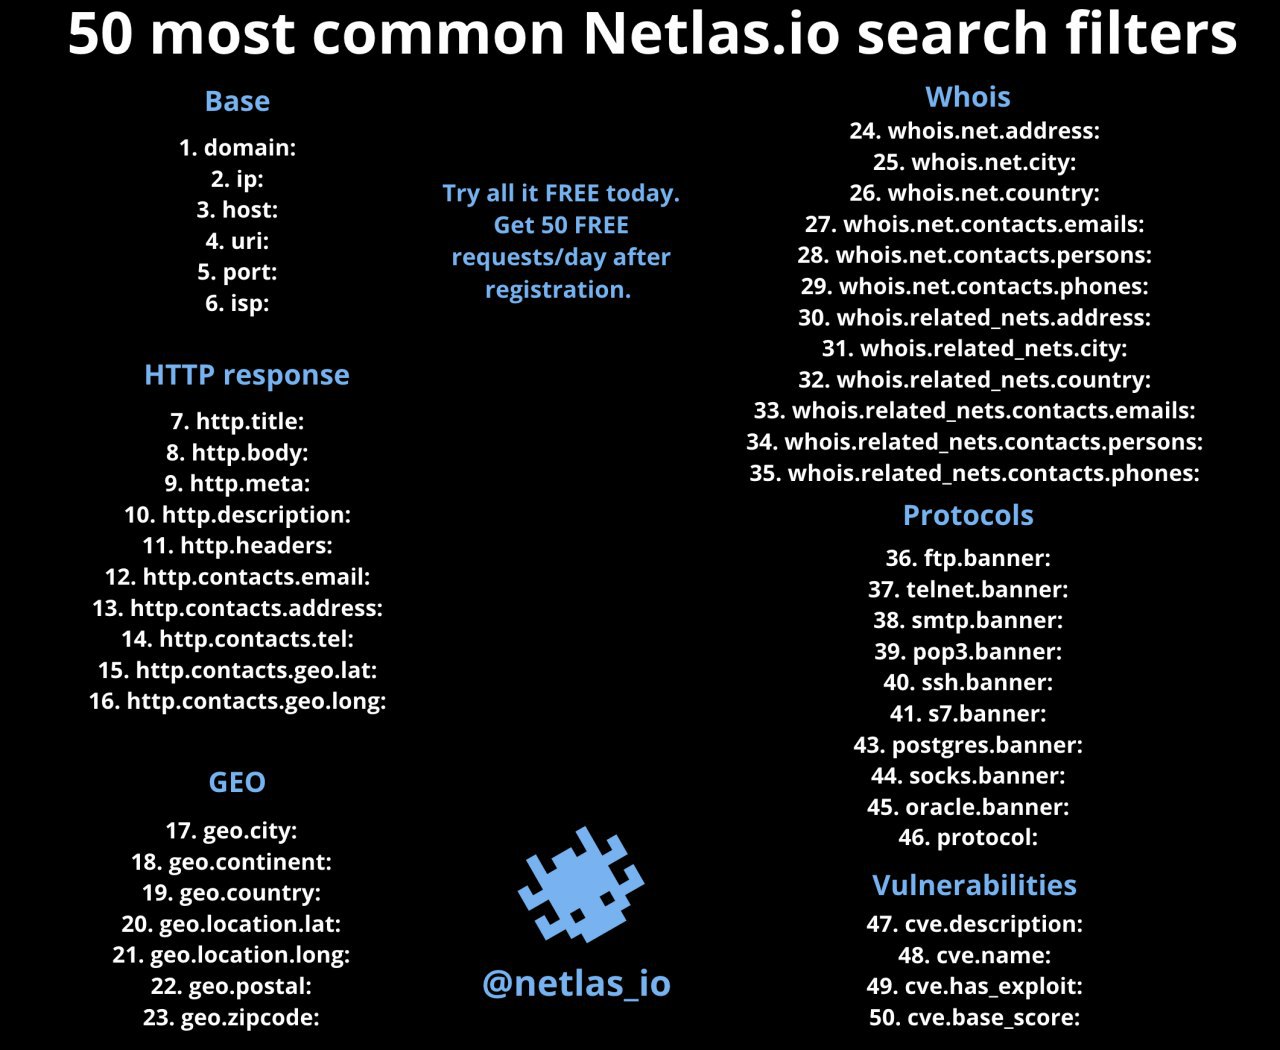 50 most common Netlas.io search filters
Base
1. domain:
2. ip:
3. host:
4. uri:
5. port:
6. isp:
HTTP response
7. http.title:
8. http.body:
9. http.meta:
10. http.description:
11. http.headers:
12. http.contacts.email:
13. http.contacts.address:
14. http.contacts.tel:
15. http.contacts.geo.lat:
16. http.contacts.geo.long:
GEO
17. geo.city:
18. geo.continent:
19. geo.country:
20. geo.location.lat:
21. geo.location.long:
22. geo.postal:
23. geo.zipcode:
Try all it FREE today.
Get 50 FREE
requests/day after
registration.
@netlas_io
Whois
24. whois.net.address:
25. whois.net.city:
26. whois.net.country:
27. whois.net.contacts.emails:
28. whois.net.contacts.persons:
29. whois.net.contacts.phones:
30. whois.related_nets.address:
31. whois.related_nets.city:
32. whois.related_nets.country:
33. whois.related_nets.contacts.emails:
34. whois.related_nets.contacts.persons:
35. whois.related_nets.contacts.phones:
Protocols
36. ftp.banner:
37. telnet.banner:
38. smtp.banner:
39. pop3.banner:
40. ssh.banner:
41. s7.banner:
43. postgres.banner:
44. socks.banner:
45. oracle.banner:
46. protocol:
Vulnerabilities
47. cve.description:
48. cve.name:
49. cve.has_exploit:
50. cve.base_score: